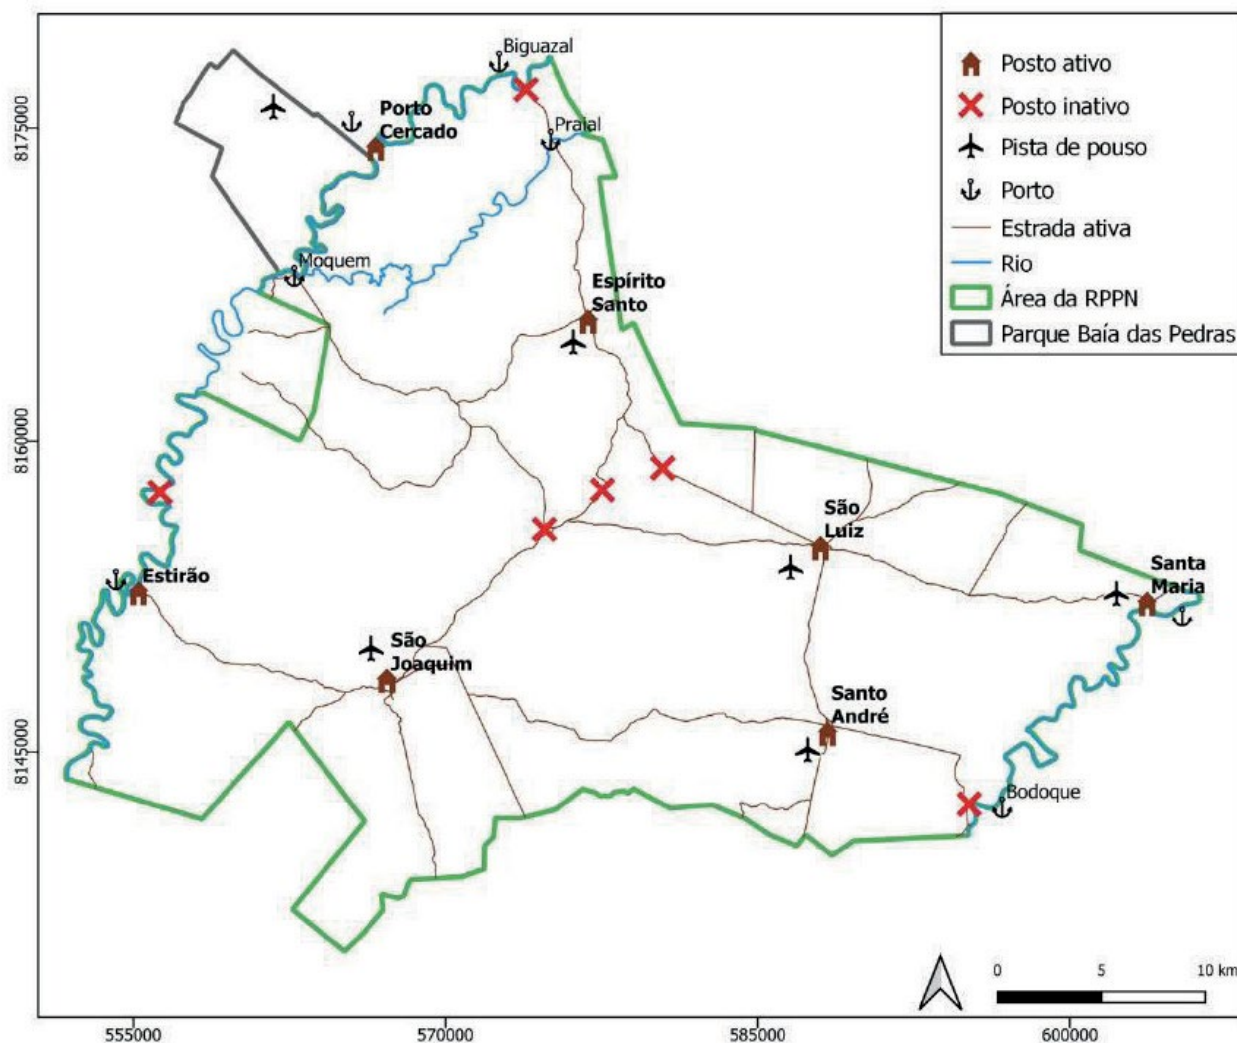 Biguazal
Porto
Cercado
Praial
Moquem
Espírito
Santo
São
Luiz
Estirão
Santa
Maria
São
Joaquim
Santo
André
Bodoque
Posto ativo
Posto inativo
Pista de pouso
Porto
Estrada ativa
Rio
Área da RPPN
Parque Baía das Pedras
8175000
8160000
8145000
0 5 10 km
555000 570000 585000 600000